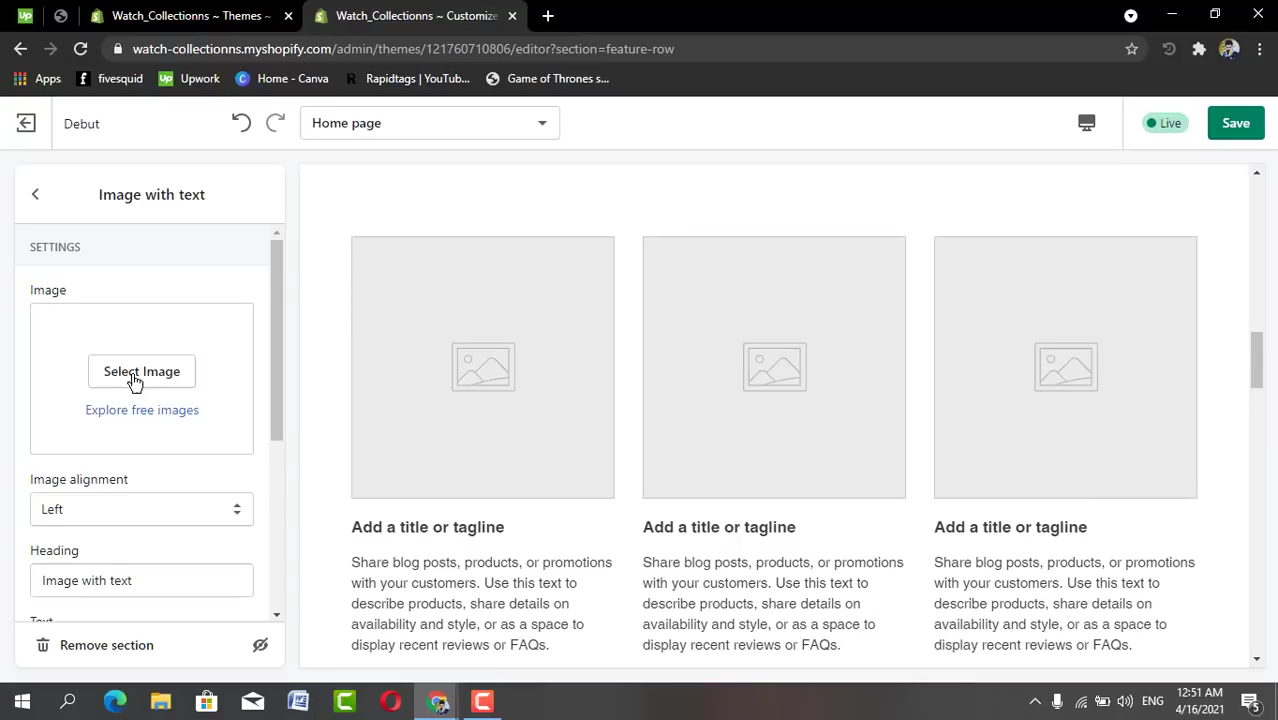 Watch_Collectionns ~ Themes ~
Watch_Collectionns ~ Customize
watch-collectionns.myshopify.com/admin/themes/121760710806/editor?section=feature-row
Apps
fivesquid
Upwork
Home - Canva
Rapidtags | YouTub...
Game of Thrones s...
Debut
Home page
Live
Save
Image with text
SETTINGS
Image
Select Image
Explore free images
Image alignment
Left
Heading
Image with text
Remove section
Add a title or tagline
Share blog posts, products, or promotions
with your customers. Use this text to
describe products, share details on
availability and style, or as a space to
display recent reviews or FAQs.
Add a title or tagline
Share blog posts, products, or promotions
with your customers. Use this text to
describe products, share details on
availability and style, or as a space to
display recent reviews or FAQs.
Add a title or tagline
Share blog posts, products, or promotions
with your customers. Use this text to
describe products, share details on
availability and style, or as a space to
display recent reviews or FAQs.
ENG
12:51 AM
4/16/2021
5